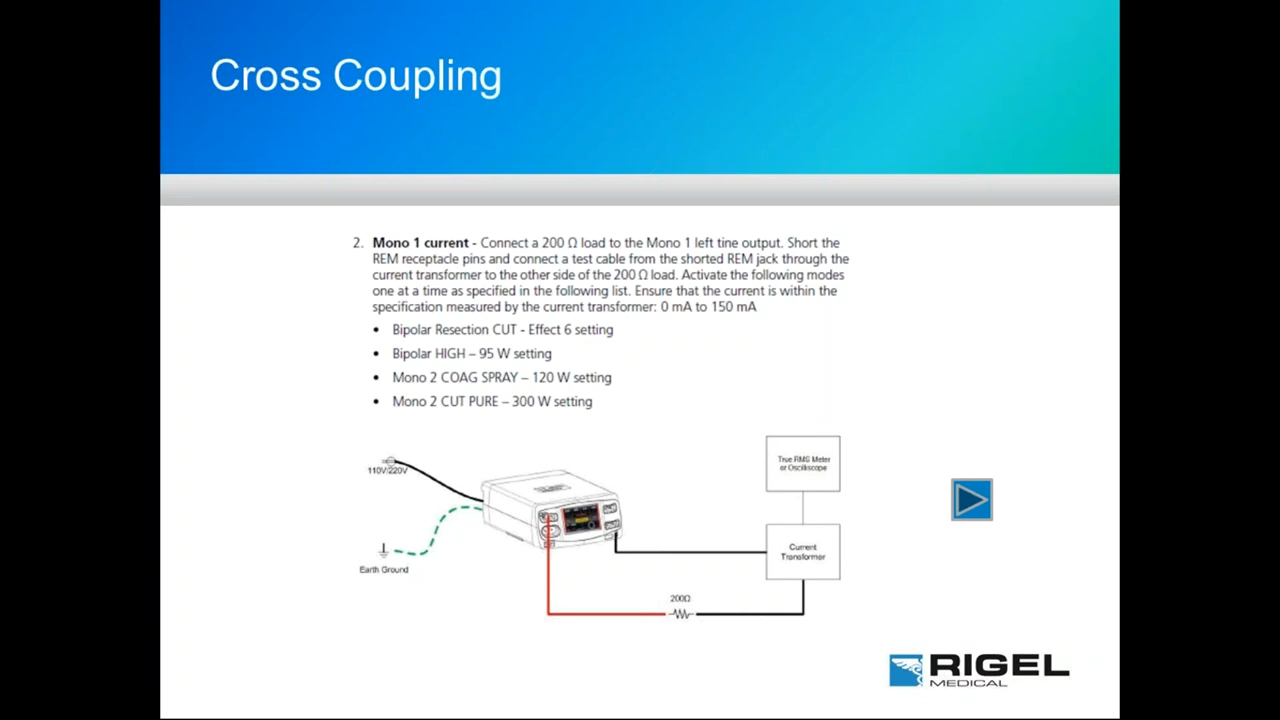 Cross Coupling
2. Mono 1 current - Connect a 200 Ω load to the Mono 1 left tine output. Short the
REM receptacle pins and connect a test cable from the shorted REM jack through the
current transformer to the other side of the 200 Ω load. Activate the following modes
one at a time as specified in the following list. Ensure that the current is within the
specification measured by the current transformer: 0 mA to 150 mA
• Bipolar Resection CUT - Effect 6 setting
• Bipolar HIGH – 95 W setting
• Mono 2 COAG SPRAY – 120 W setting
• Mono 2 CUT PURE – 300 W setting
110V/220V
True RMS Meter
or Oscilliscope
Current
Transformer
Earth Ground
200Ω
RIGEL
MEDICAL